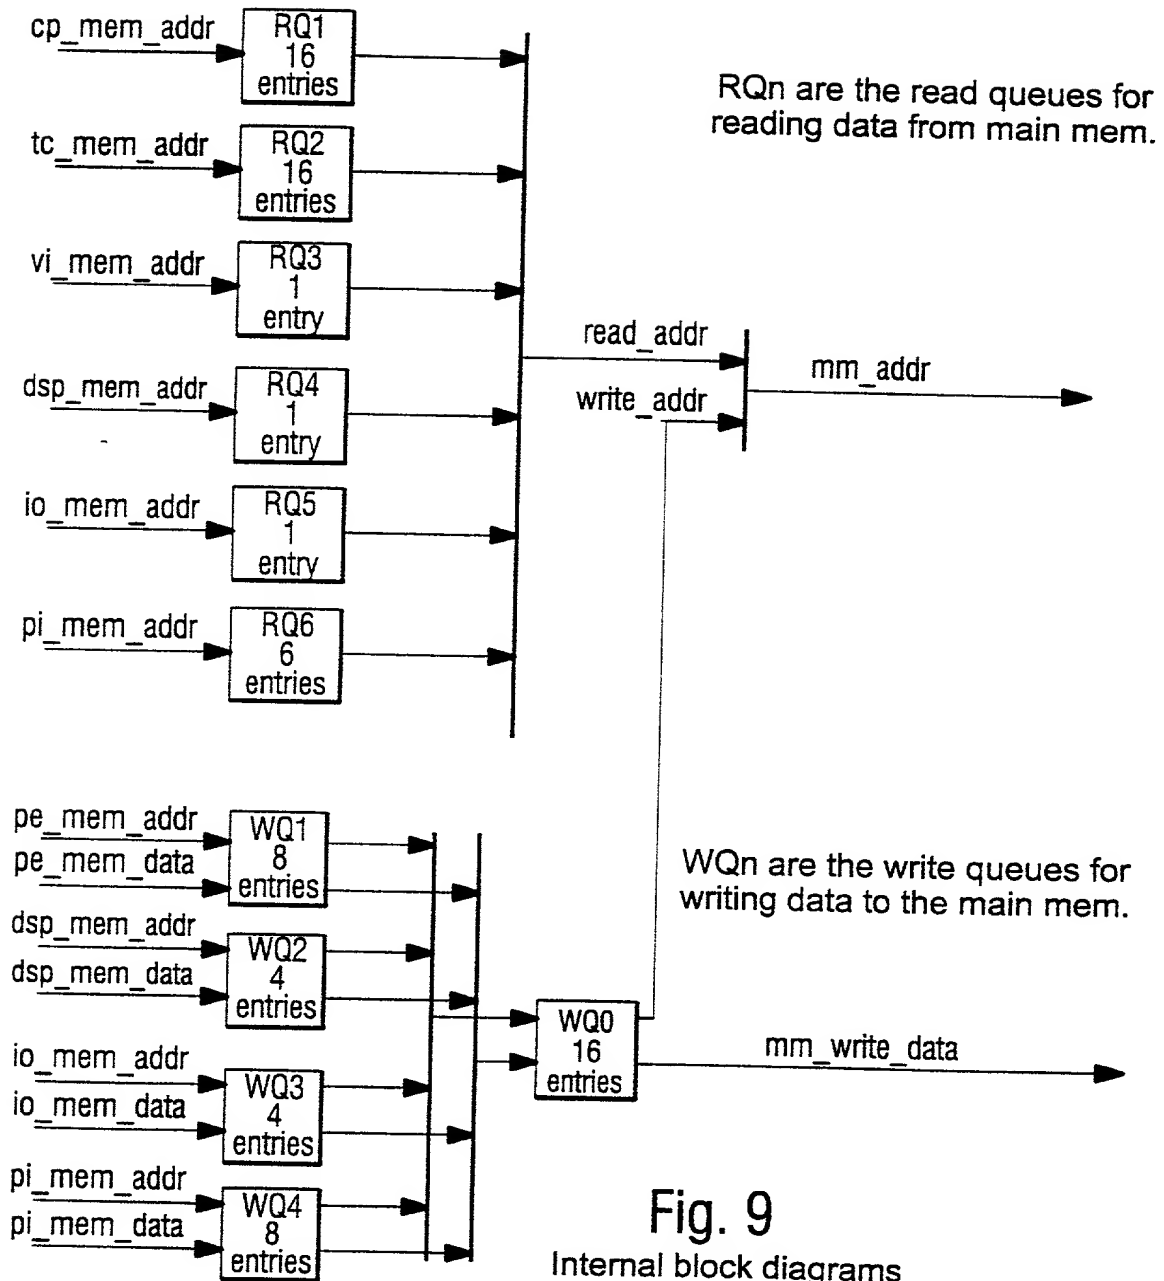 cp_mem_addr
RQ1
16
entries
RQn are the read queues for
reading data from main mem.
tc_mem_addr
RQ2
16
entries
vi_mem_addr
RQ3
1
entry
read_addr
mm_addr
write_addr
dsp_mem_addr
RQ4
1
entry
io_mem_addr
RQ5
1
entry
pi_mem_addr
RQ6
6
entries
pe_mem_addr
pe_mem_data
WQ1
8
entries
WQn are the write queues for
writing data to the main mem.
dsp_mem_addr
dsp_mem_data
WQ2
4
entries
WQ0
16
entries
mm_write_data
io_mem_addr
io_mem_data
WQ3
4
entries
pi_mem_addr
pi_mem_data
WQ4
8
entries
Fig. 9
Internal block diagrams